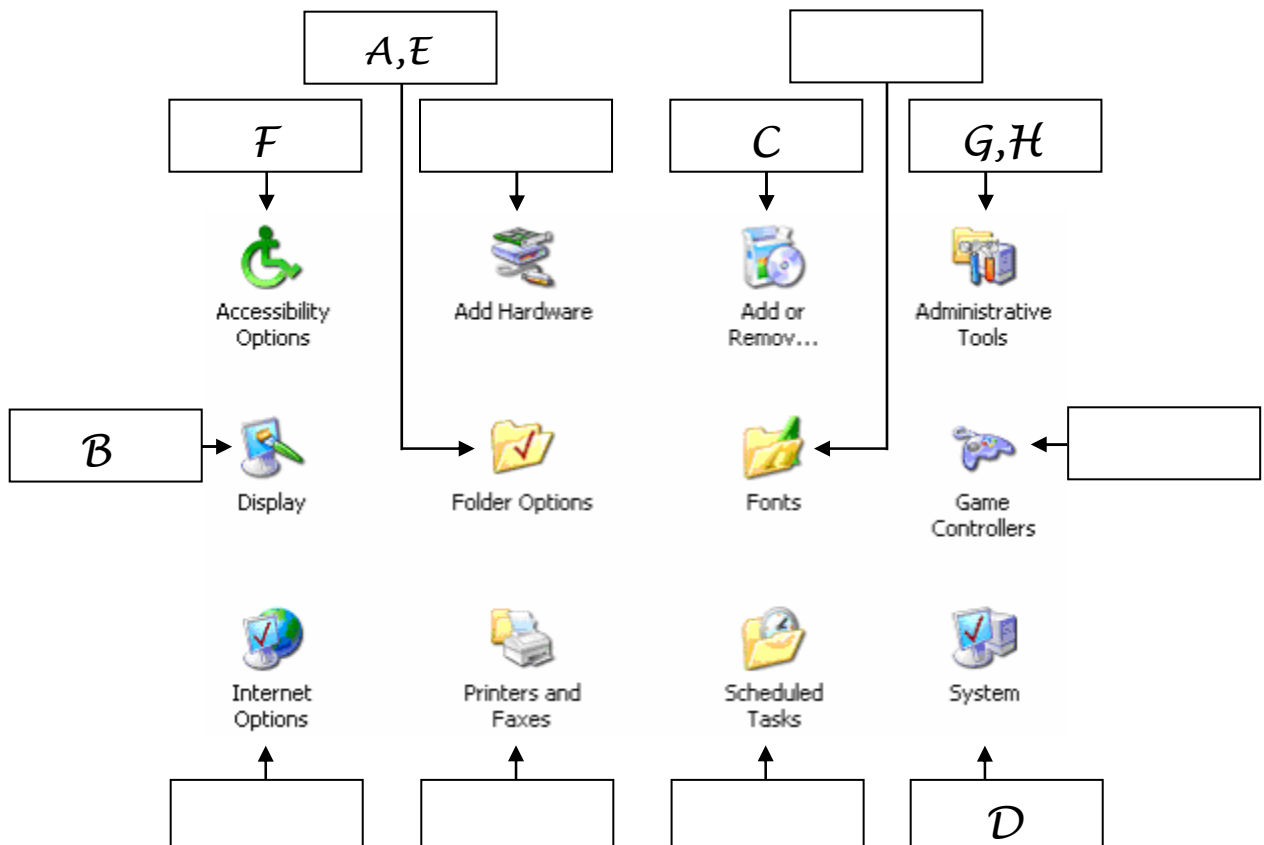 A,E
F
C
G,H
Accessibility
Options
Add Hardware
Add or
Remov...
Administrative
Tools
B
Display
Folder Options
Fonts
Game
Controllers
Internet
Options
Printers and
Faxes
Scheduled
Tasks
System
D